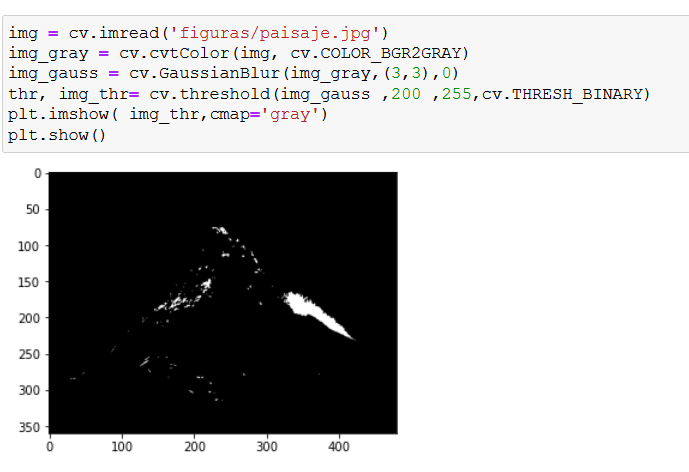 img = cv.imread('figuras/paisaje.jpg')
img_gray = cv.cvtColor(img, cv.COLOR_BGR2GRAY)
img_gauss = cv.GaussianBlur(img_gray,(3,3),0)
thr, img_thr= cv.threshold(img_gauss ,200 ,255,cv.THRESH_BINARY)
plt.imshow( img_thr,cmap='gray')
plt.show()
0
50
100
150
200
250
300
350
0 100 200 300 400